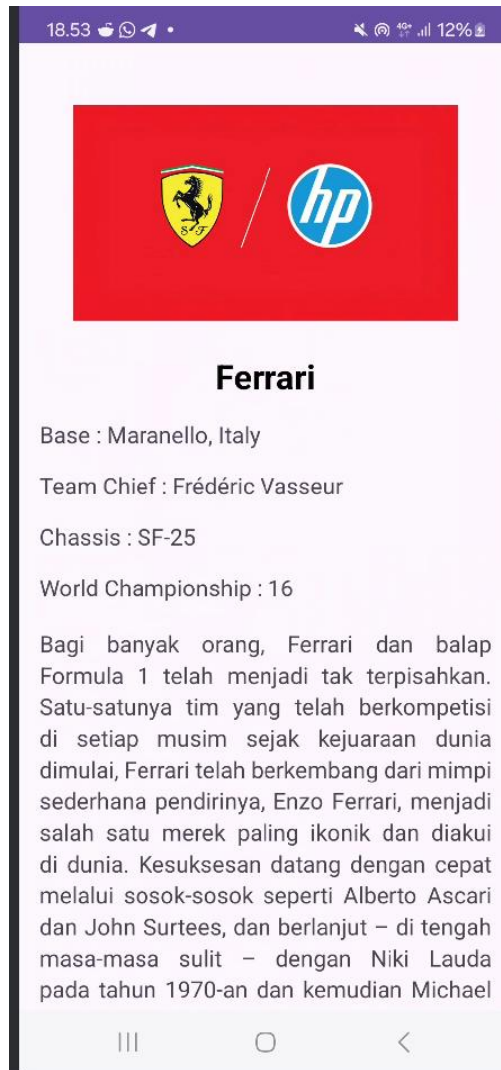 18.53
4G+
12%
S F
hp
Ferrari
Base : Maranello, Italy
Team Chief : Frédéric Vasseur
Chassis : SF-25
World Championship : 16
Bagi banyak orang, Ferrari dan balap
Formula 1 telah menjadi tak terpisahkan.
Satu-satunya tim yang telah berkompetisi
di setiap musim sejak kejuaraan dunia
dimulai, Ferrari telah berkembang dari mimpi
sederhana pendirinya, Enzo Ferrari, menjadi
salah satu merek paling ikonik dan diakui
di dunia. Kesuksesan datang dengan cepat
melalui sosok-sosok seperti Alberto Ascari
dan John Surtees, dan berlanjut – di tengah
masa-masa sulit – dengan Niki Lauda
pada tahun 1970-an dan kemudian Michael